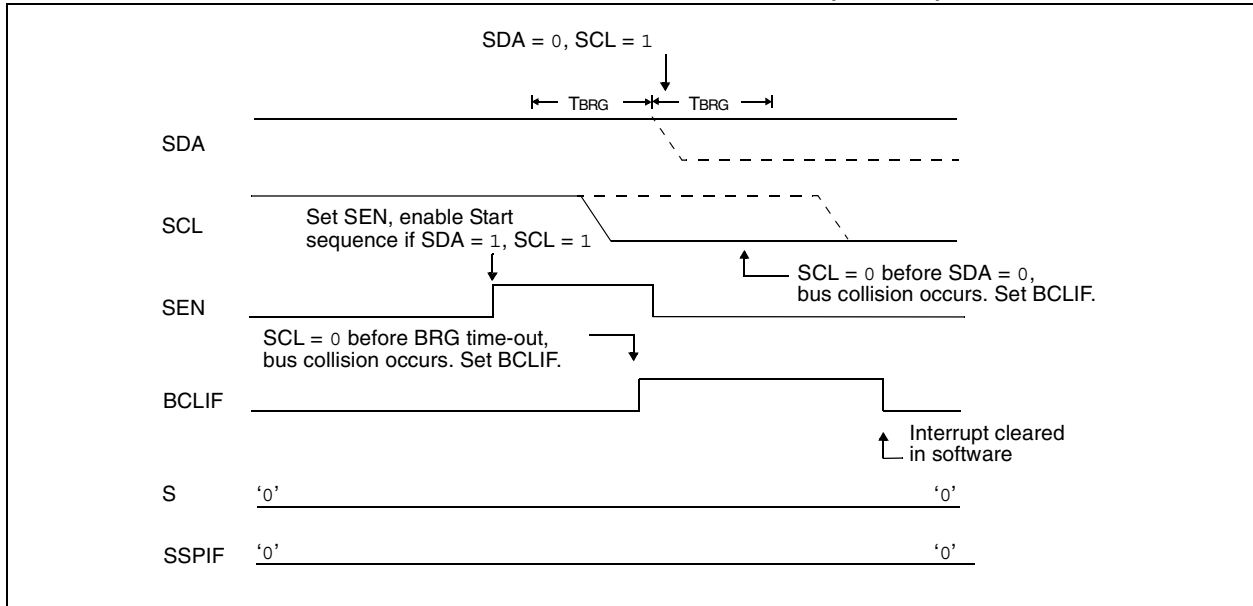 SDA = 0, SCL = 1
TBRG TBRG
SDA
SCL
Set SEN, enable Start
sequence if SDA = 1, SCL = 1
SCL = 0 before SDA = 0,
bus collision occurs. Set BCLIF.
SEN
SCL = 0 before BRG time-out,
bus collision occurs. Set BCLIF.
BCLIF
Interrupt cleared
in software
S ‘0’ ‘0’
SSPIF ‘0’ ‘0’